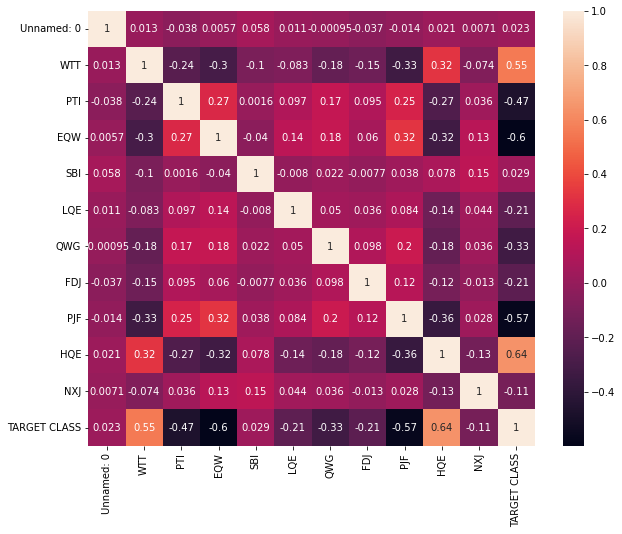 Unnamed: 0 1 0.013 -0.038 0.0057 0.058 0.011 -0.00095 -0.037 -0.014 0.021 0.0071 0.023
WTT 0.013 1 -0.24 -0.3 -0.1 -0.083 -0.18 -0.15 -0.33 0.32 -0.074 0.55
PTI -0.038 -0.24 1 0.27 0.0016 0.097 0.17 0.095 0.25 -0.27 0.036 -0.47
EQW 0.0057 -0.3 0.27 1 -0.04 0.14 0.18 0.06 0.32 -0.32 0.13 -0.6
SBI 0.058 -0.1 0.0016 -0.04 1 -0.008 0.022 -0.0077 0.038 0.078 0.15 0.029
LQE 0.011 -0.083 0.097 0.14 -0.008 1 0.05 0.036 0.084 -0.14 0.044 -0.21
QWG -0.00095 -0.18 0.17 0.18 0.022 0.05 1 0.098 0.2 -0.18 0.036 -0.33
FDJ -0.037 -0.15 0.095 0.06 -0.0077 0.036 0.098 1 0.12 -0.12 -0.013 -0.21
PJF -0.014 -0.33 0.25 0.32 0.038 0.084 0.2 0.12 1 -0.36 0.028 -0.57
HQE 0.021 0.32 -0.27 -0.32 0.078 -0.14 -0.18 -0.12 -0.36 1 -0.13 0.64
NXJ 0.0071 -0.074 0.036 0.13 0.15 0.044 0.036 -0.013 0.028 -0.13 1 -0.11
TARGET CLASS 0.023 0.55 -0.47 -0.6 0.029 -0.21 -0.33 -0.21 -0.57 0.64 -0.11 1
Unnamed: 0 WTT PTI EQW SBI LQE QWG FDJ PJF HQE NXJ TARGET CLASS
1.0
0.8
0.6
0.4
0.2
0.0
−0.2
−0.4